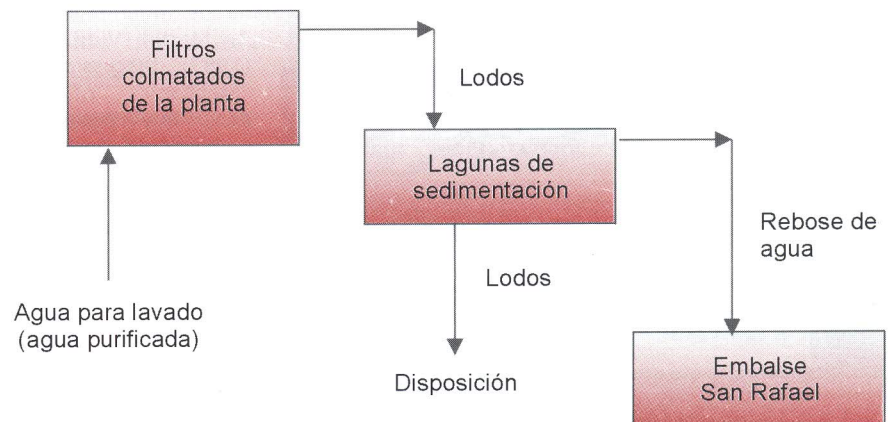 Filtros
colmatados
de la planta
Lodos
Lagunas de
sedimentación
Rebose de
agua
Lodos
Agua para lavado
(agua purificada)
Disposición
Embalse
San Rafael